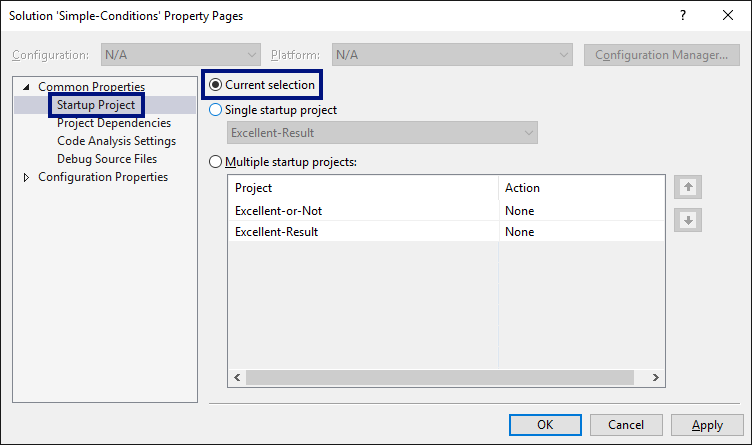 Solution 'Simple-Conditions' Property Pages
?
Configuration: N/A Platform: N/A Configuration Manager...
Common Properties
Startup Project
Project Dependencies
Code Analysis Settings
Debug Source Files
Configuration Properties
Current selection
Single startup project
Excellent-Result
Multiple startup projects:
Project Action
Excellent-or-Not None
Excellent-Result None
OK Cancel Apply